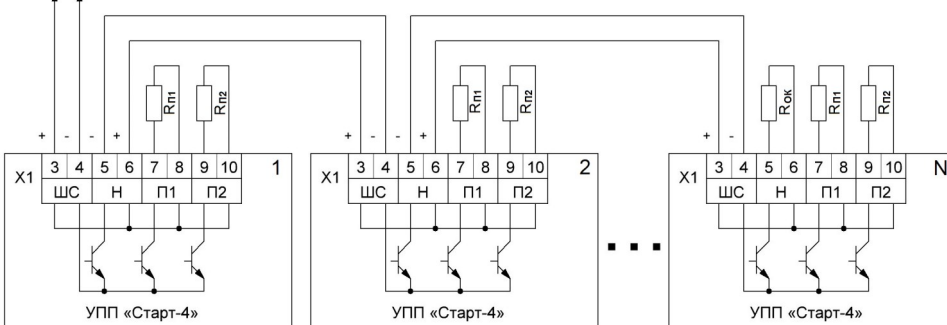 Rп1 Rп2 Rп1 Rп2 Rок Rп1 Rп2
+ - - + + - - + + -
3 4 5 6 7 8 9 10 1 3 4 5 6 7 8 9 10 2 3 4 5 6 7 8 9 10 N
X1 ШС Н П1 П2 X1 ШС Н П1 П2 X1 ШС Н П1 П2
УПП «Старт-4» УПП «Старт-4» УПП «Старт-4»